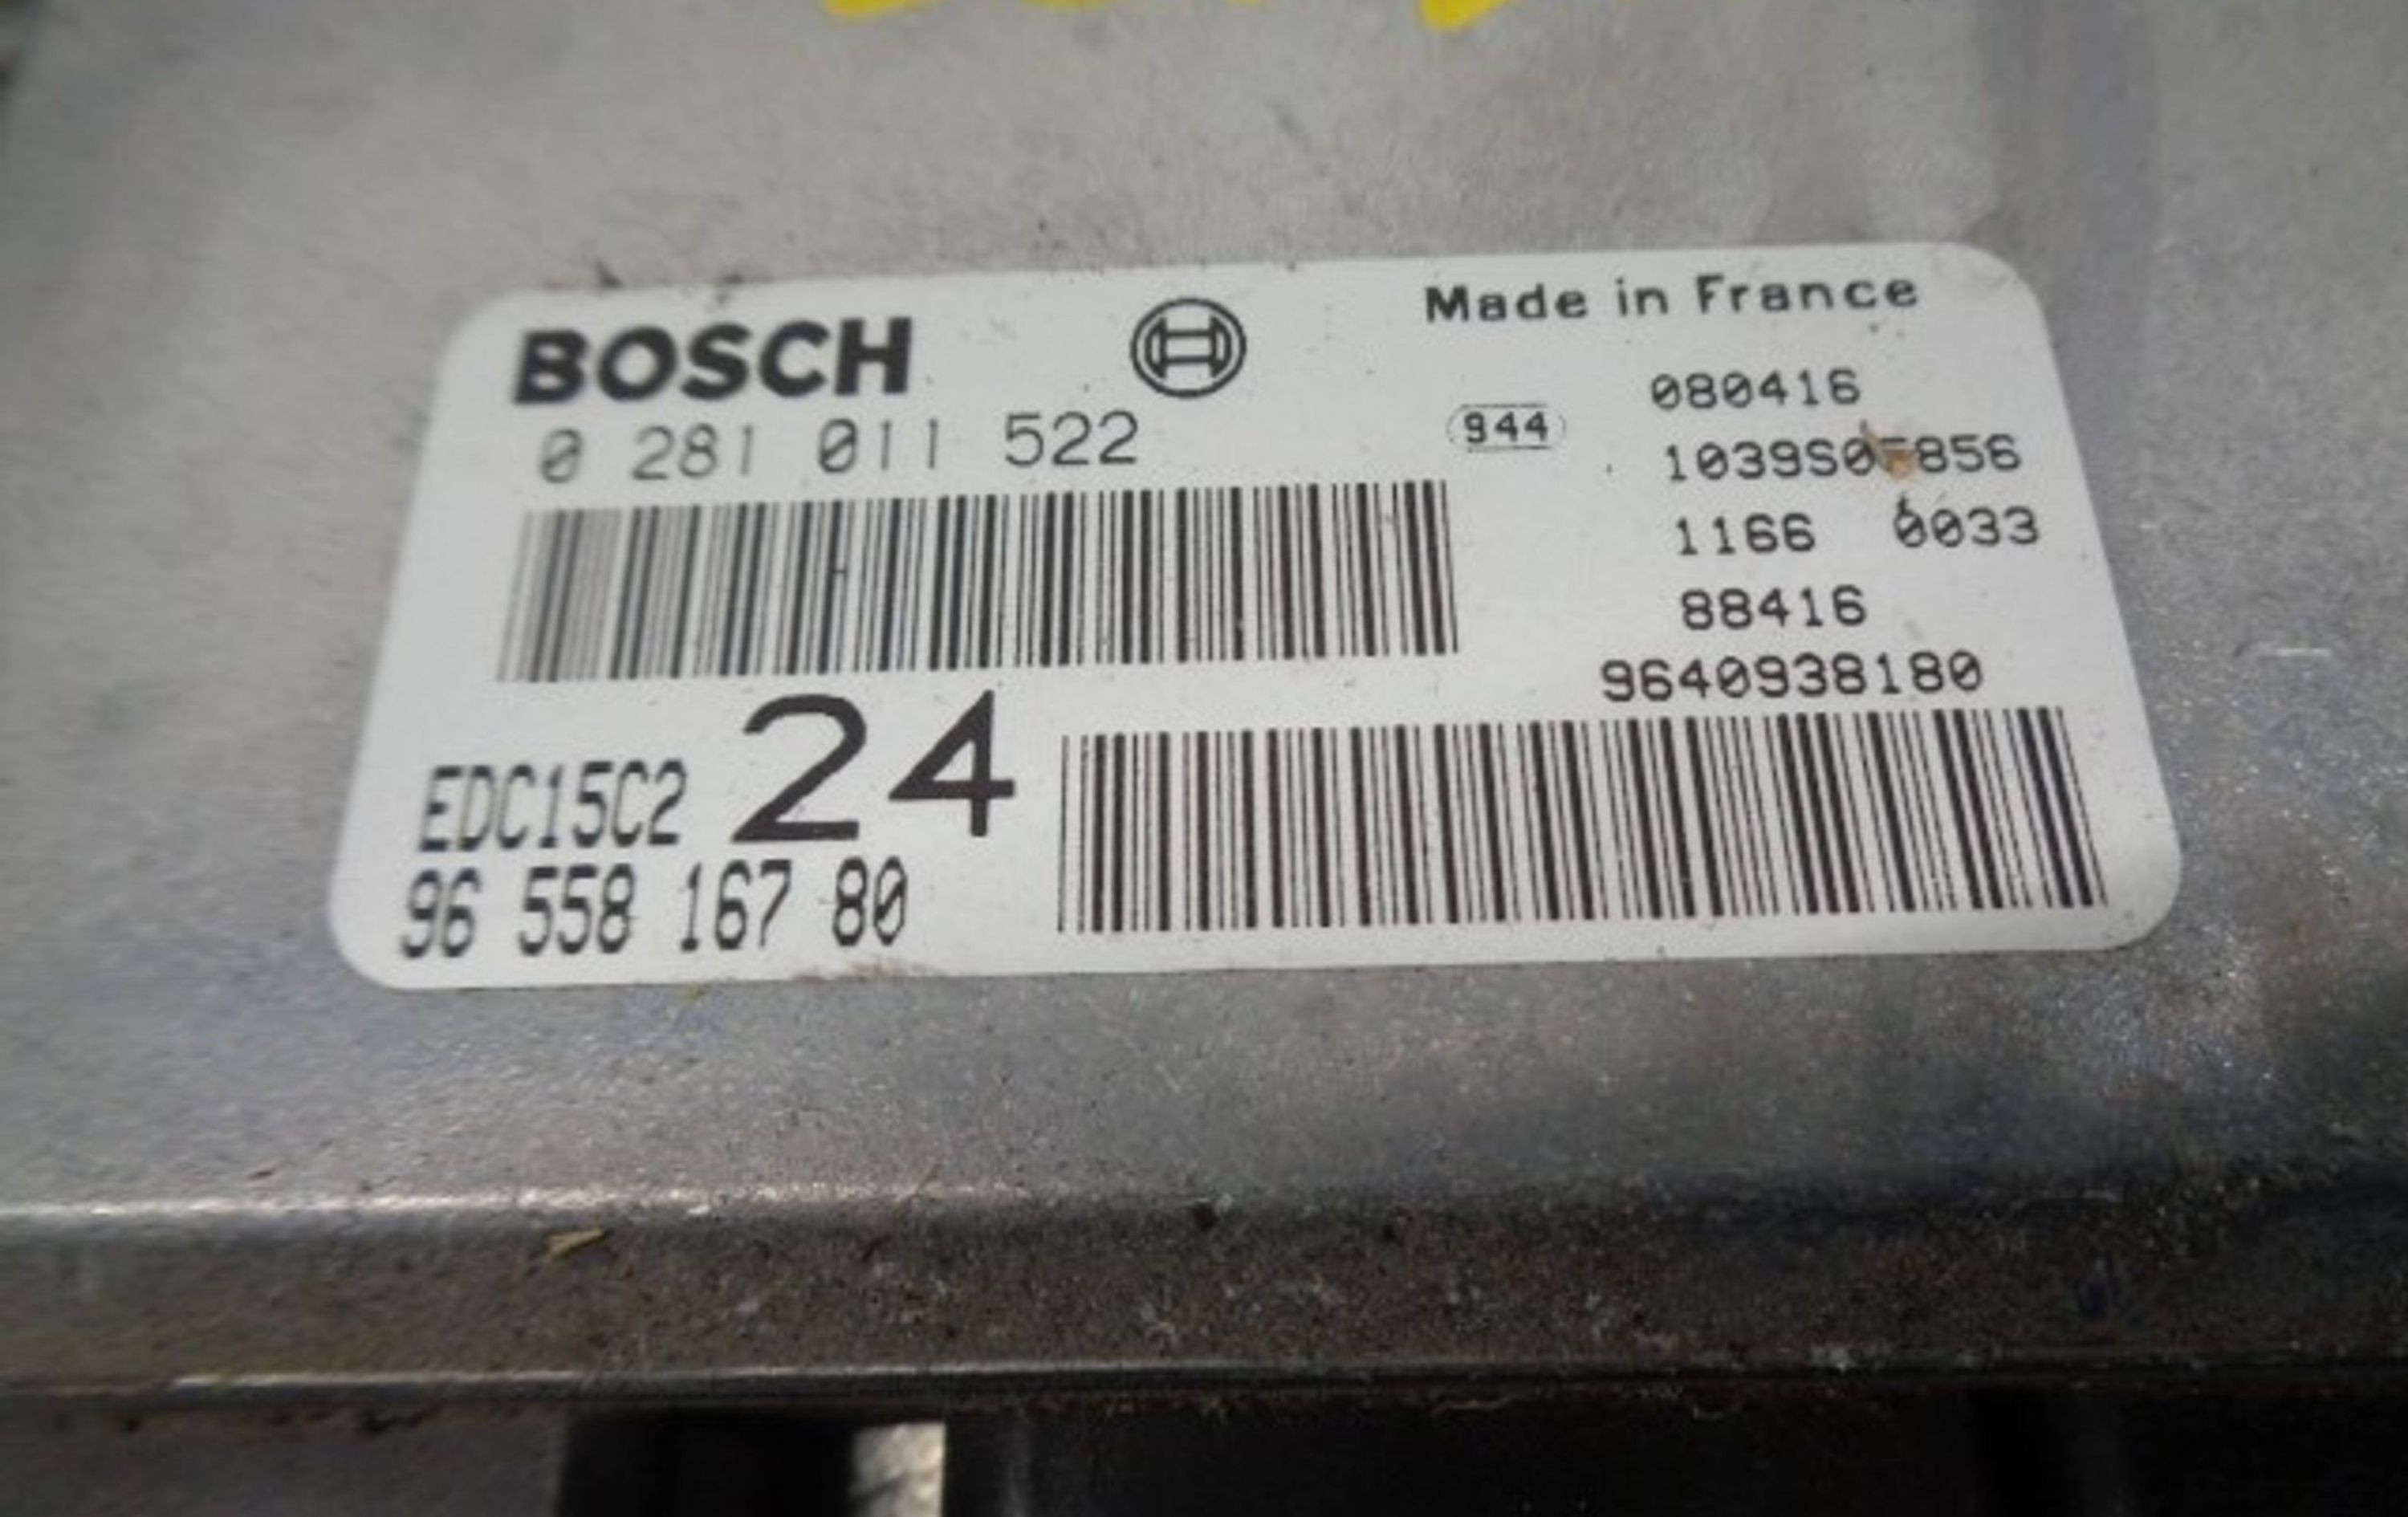 BOSCH
Made in France
0 281 011 522
944
080416
1166 0033
88416
9640938180
EDC15C2 24
96 558 167 80